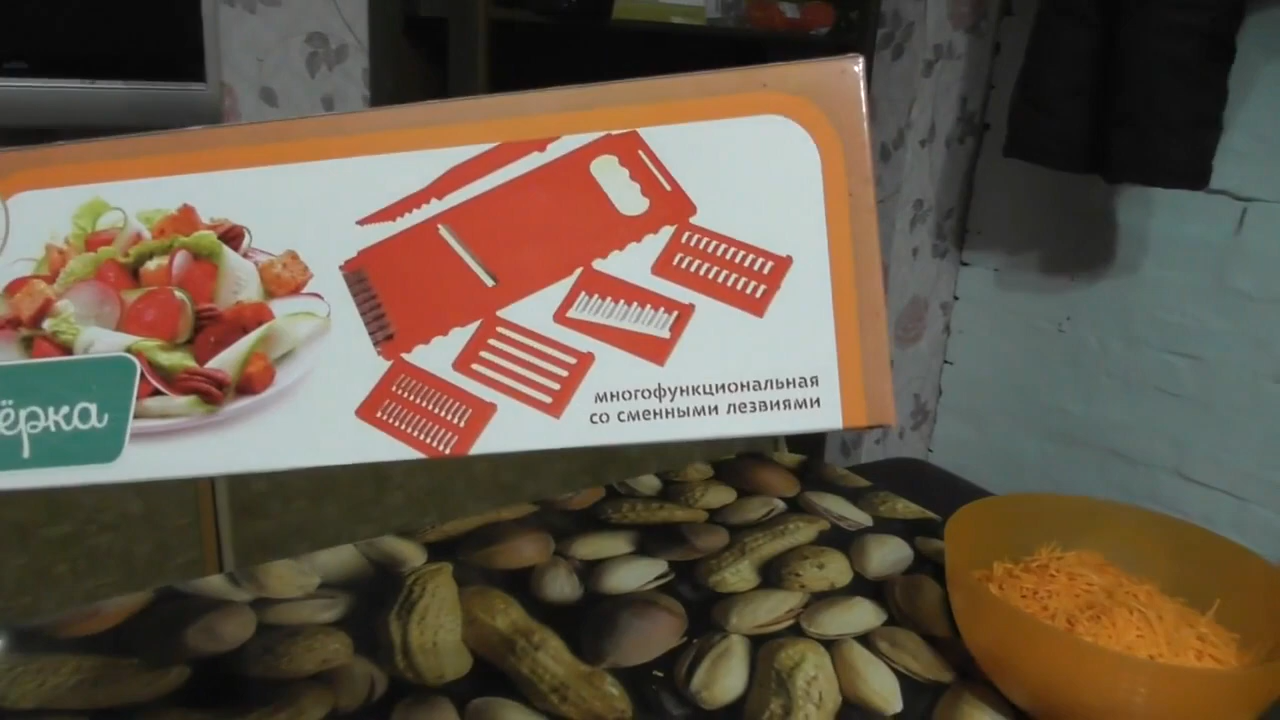 ёрка
многофункциональная
со сменными лезвиями